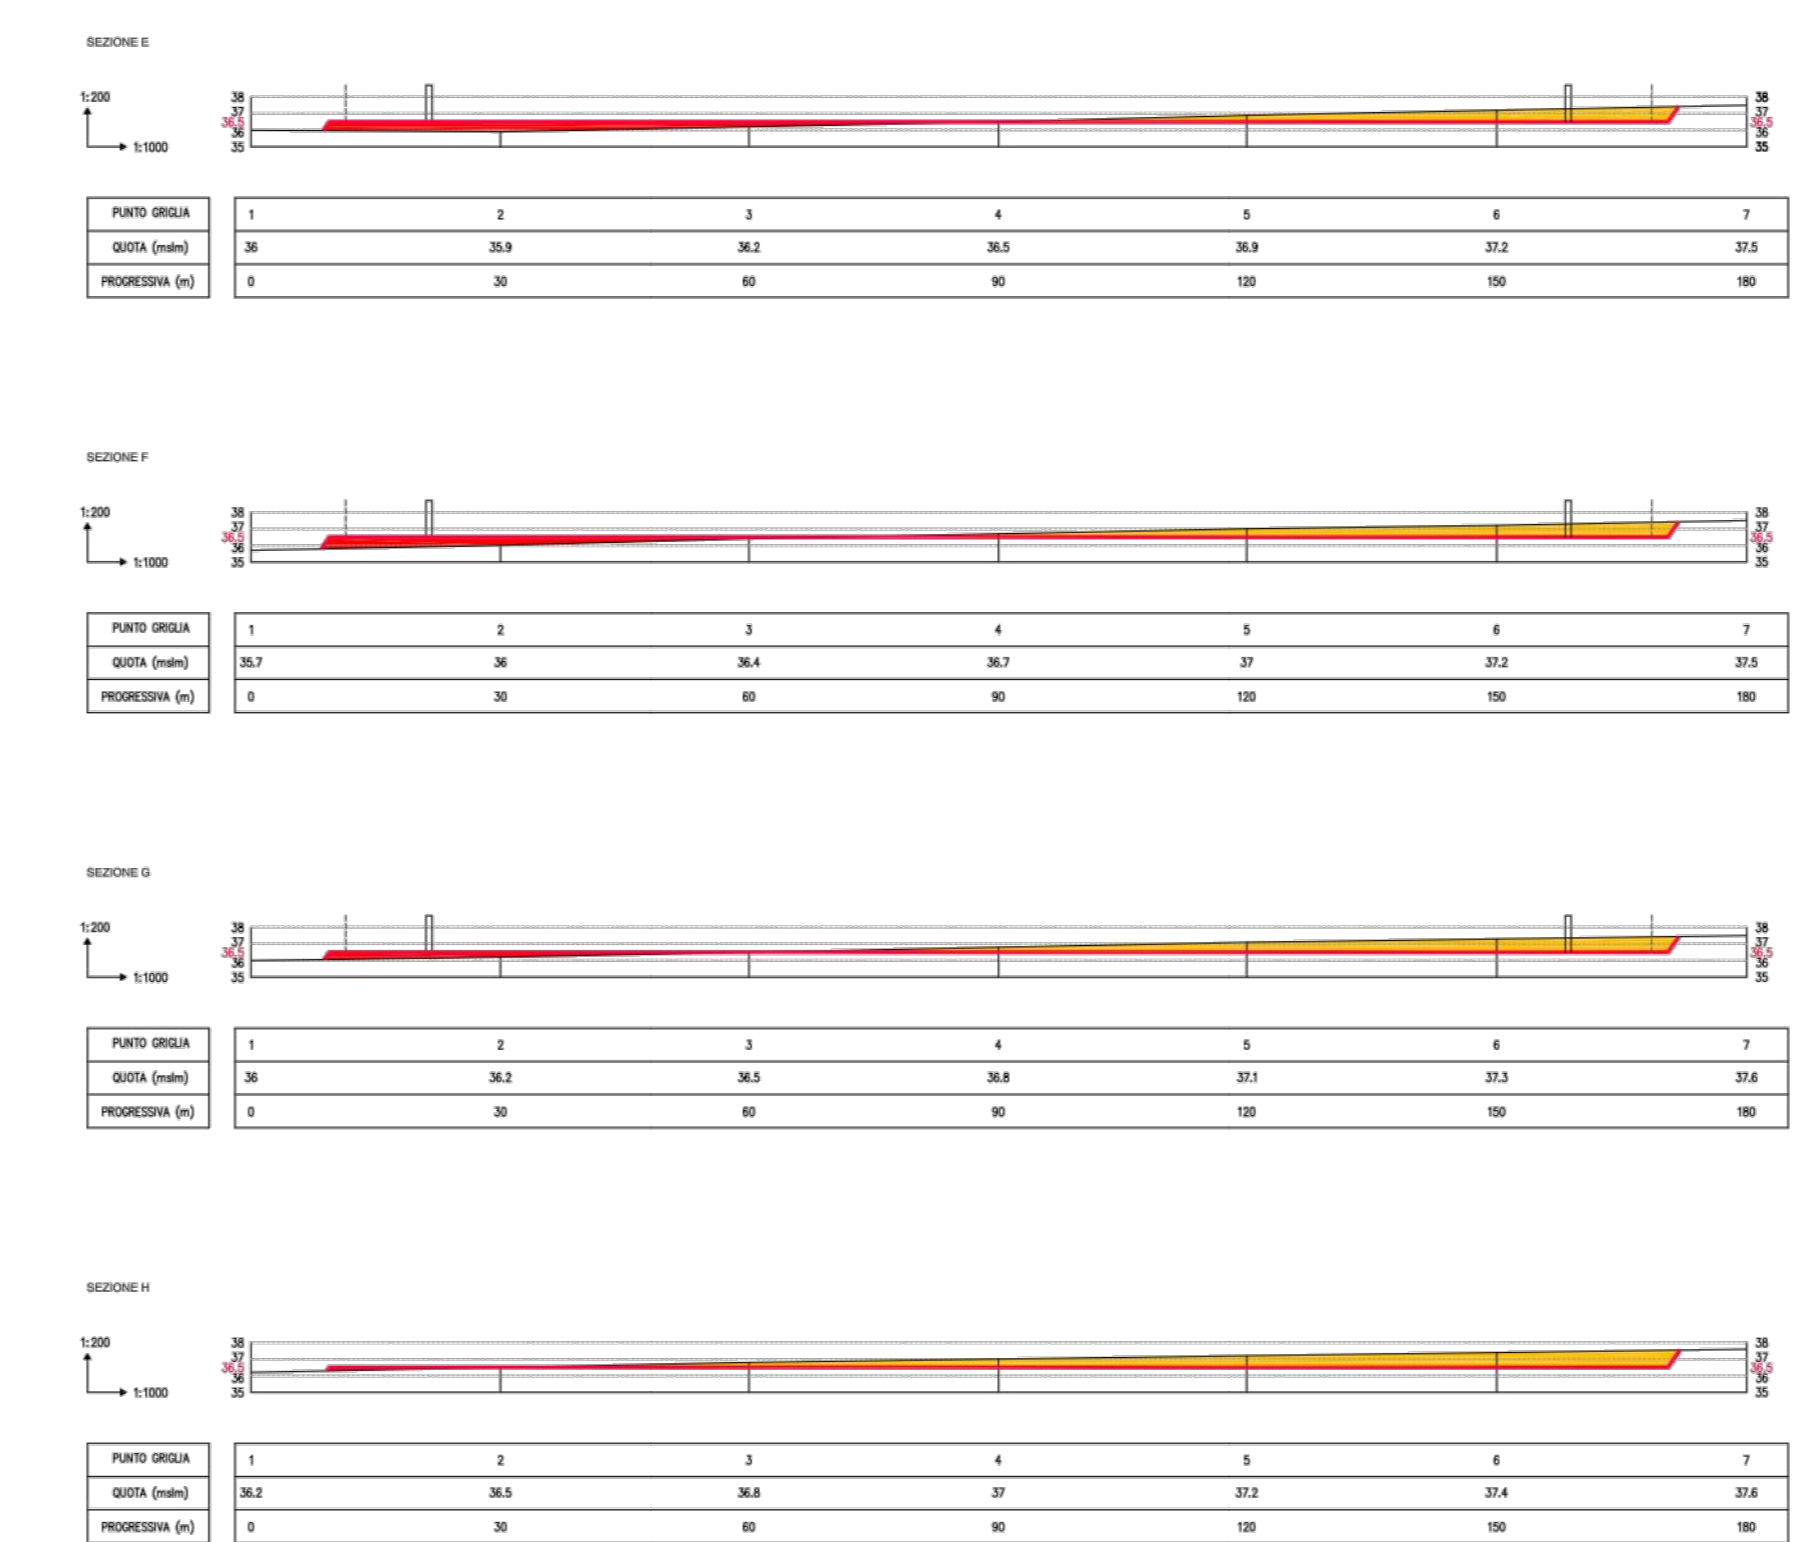 SEZIONE E
1:200
1:1000
38 38
37 37
36.5 36.5
36 36
35 35
PUNTO GRIGLIA 1 2 3 4 5 6 7
QUOTA (mslm) 36 35.9 36.2 36.5 36.9 37.2 37.5
PROGRESSIVA (m) 0 30 60 90 120 150 180
SEZIONE F
1:200
1:1000
38 38
37 37
36.5 36.5
36 36
35 35
PUNTO GRIGLIA 1 2 3 4 5 6 7
QUOTA (mslm) 35.7 36 36.4 36.7 37 37.2 37.5
PROGRESSIVA (m) 0 30 60 90 120 150 180
SEZIONE G
1:200
1:1000
38 38
37 37
36.5 36.5
36 36
35 35
PUNTO GRIGLIA 1 2 3 4 5 6 7
QUOTA (mslm) 36 36.2 36.5 36.8 37.1 37.3 37.6
PROGRESSIVA (m) 0 30 60 90 120 150 180
SEZIONE H
1:200
1:1000
38 38
37 37
36.5 36.5
36 36
35 35
PUNTO GRIGLIA 1 2 3 4 5 6 7
QUOTA (mslm) 36.2 36.5 36.8 37 37.2 37.4 37.6
PROGRESSIVA (m) 0 30 60 90 120 150 180